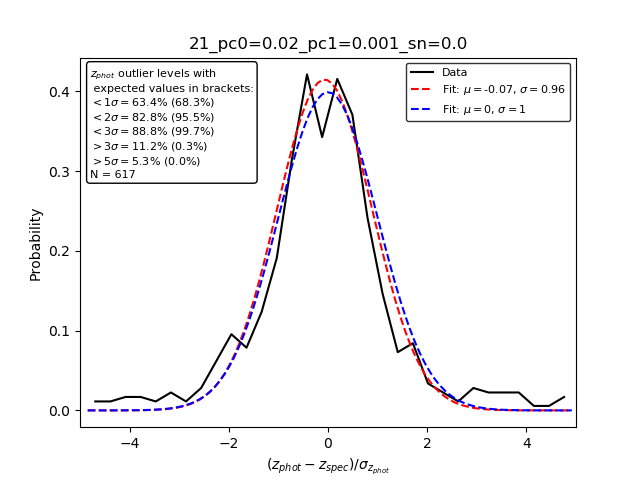 21_pc0=0.02_pc1=0.001_sn=0.0
z_phot outlier levels with
expected values in brackets:
<1σ=63.4% (68.3%)
<2σ=82.8% (95.5%)
<3σ=88.8% (99.7%)
>3σ=11.2% (0.3%)
>5σ=5.3% (0.0%)
N = 617
Data
Fit: μ=-0.07, σ=0.96
Fit: μ=0, σ=1
Probability
0.4
0.3
0.2
0.1
0.0
−4 −2 0 2 4
(z_phot − z_spec)/σ_z_phot